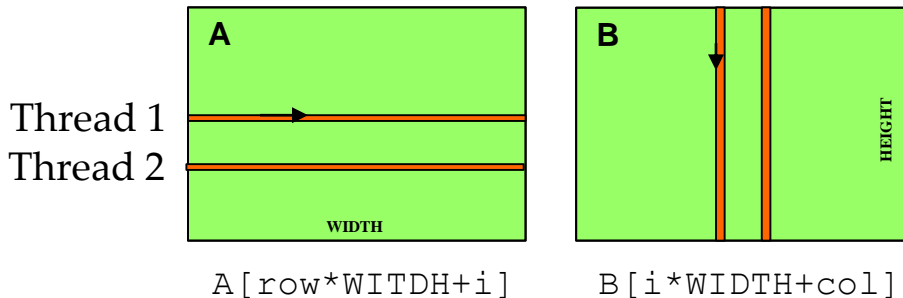 A
B
Thread 1
Thread 2
WIDTH
HEIGHT
A[row*WITDH+i]
B[i*WIDTH+col]